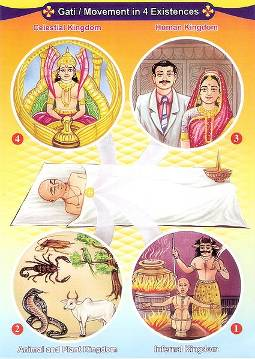 Gati / Movement in 4 Existences
Celestial Kingdom
Human Kingdom
4
3
2
1
Animal and Plant Kingdom
Infernal Kingdom